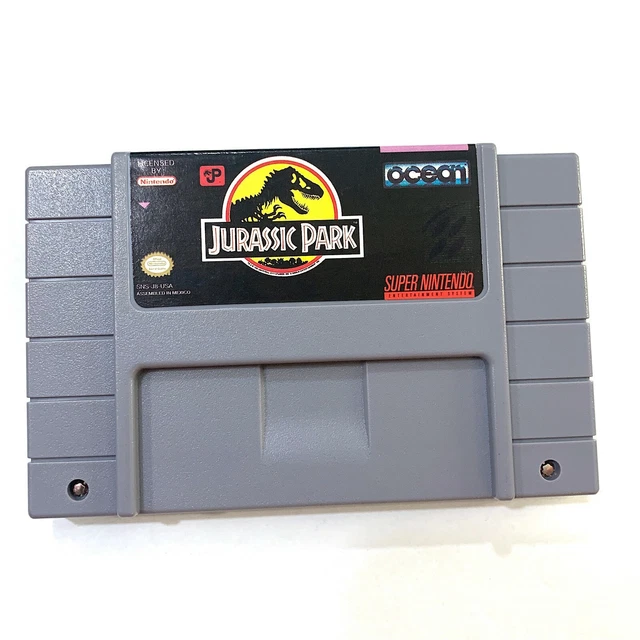 LICENSED
BY
Nintendo
JP
JURASSIC PARK
ocean
SNS-J8-USA
ASSEMBLED IN MEXICO
SUPER NINTENDO
ENTERTAINMENT SYSTEM